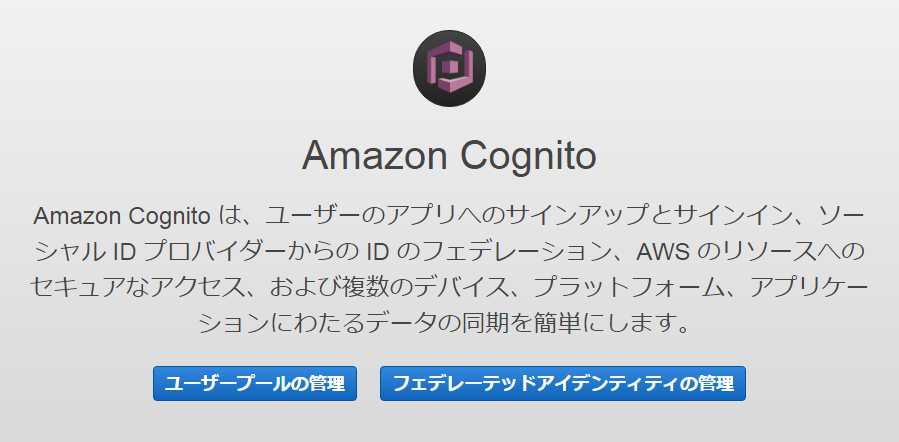 Amazon Cognito
Amazon Cognito は、ユーザーのアプリへのサインアップとサインイン、ソー
シャル ID プロバイダーからの ID のフェデレーション、AWS のリソースへの
セキュアなアクセス、および複数のデバイス、プラットフォーム、アプリケー
ションにわたるデータの同期を簡単にします。
ユーザープールの管理 フェデレーテッドアイデンティティの管理